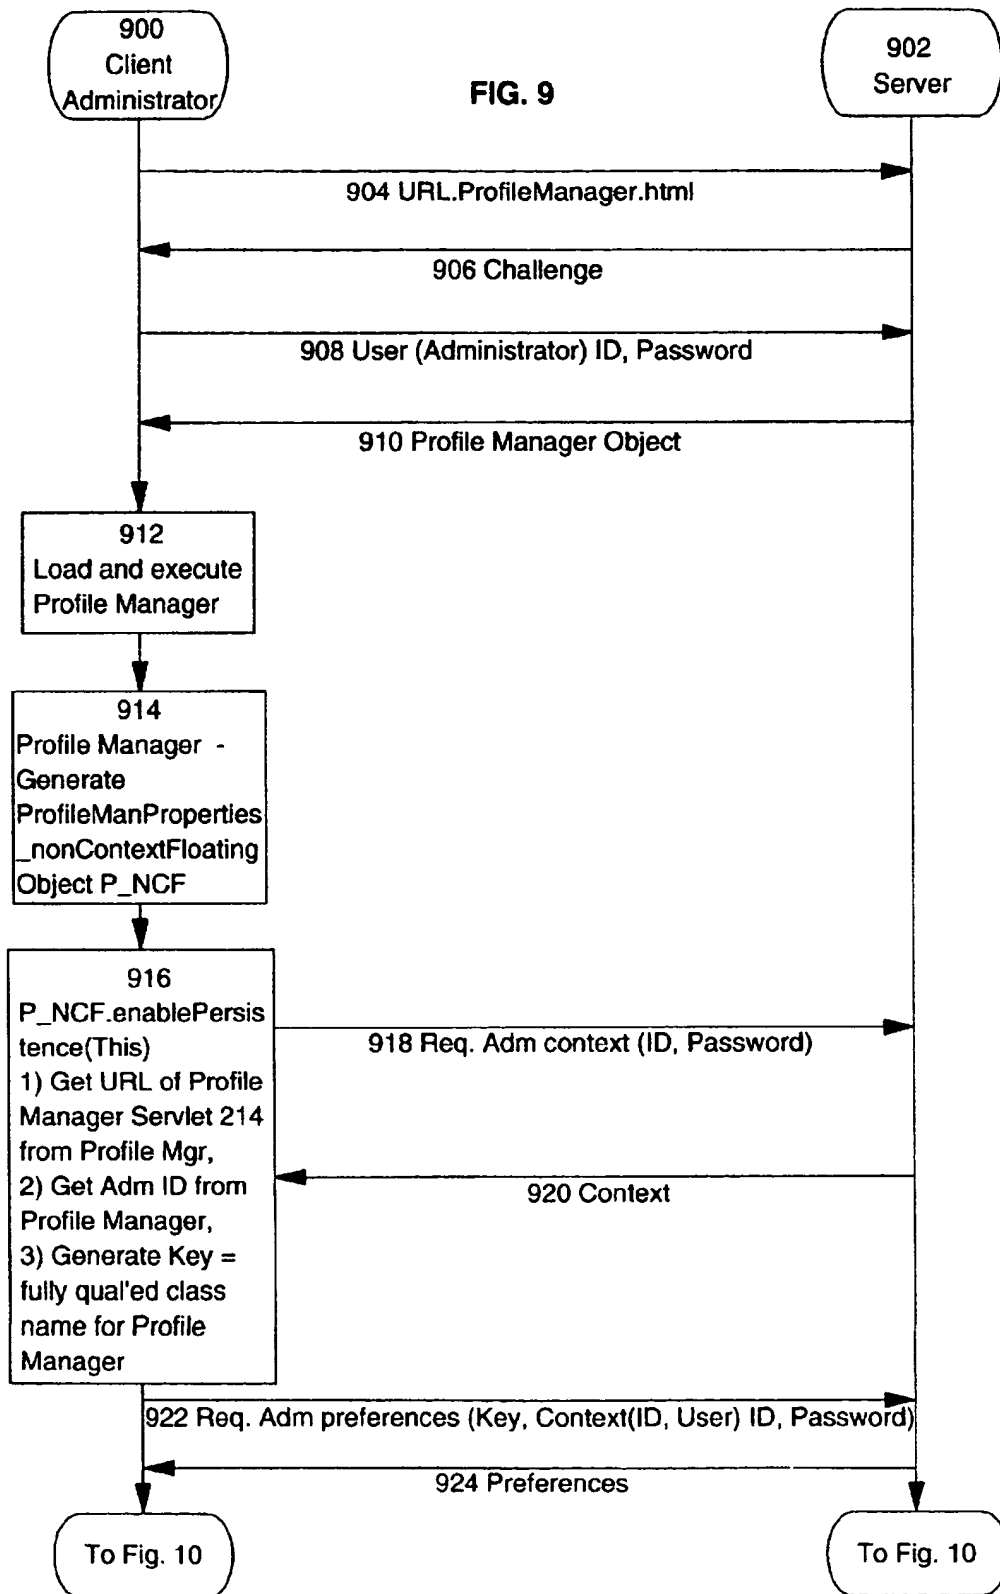 900
Client
Administrator
902
Server
FIG. 9
904 URL.ProfileManager.html
906 Challenge
908 User (Administrator) ID, Password
910 Profile Manager Object
912
Load and execute
Profile Manager
914
Profile Manager -
Generate
ProfileManProperties
_nonContextFloating
Object P_NCF
916
P_NCF.enablePersis
tence(This)
1) Get URL of Profile
Manager Servlet 214
from Profile Mgr,
2) Get Adm ID from
Profile Manager,
3) Generate Key =
fully qual'ed class
name for Profile
Manager
918 Req. Adm context (ID, Password)
920 Context
922 Req. Adm preferences (Key, Context(ID, User) ID, Password)
924 Preferences
To Fig. 10
To Fig. 10